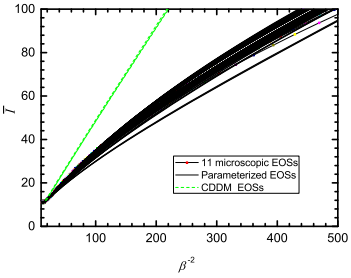 100
80
60
40
20
0
Ī
11 microscopic EOSs
Parameterized EOSs
CDDM EOSs
100 200 300 400 500
β⁻²